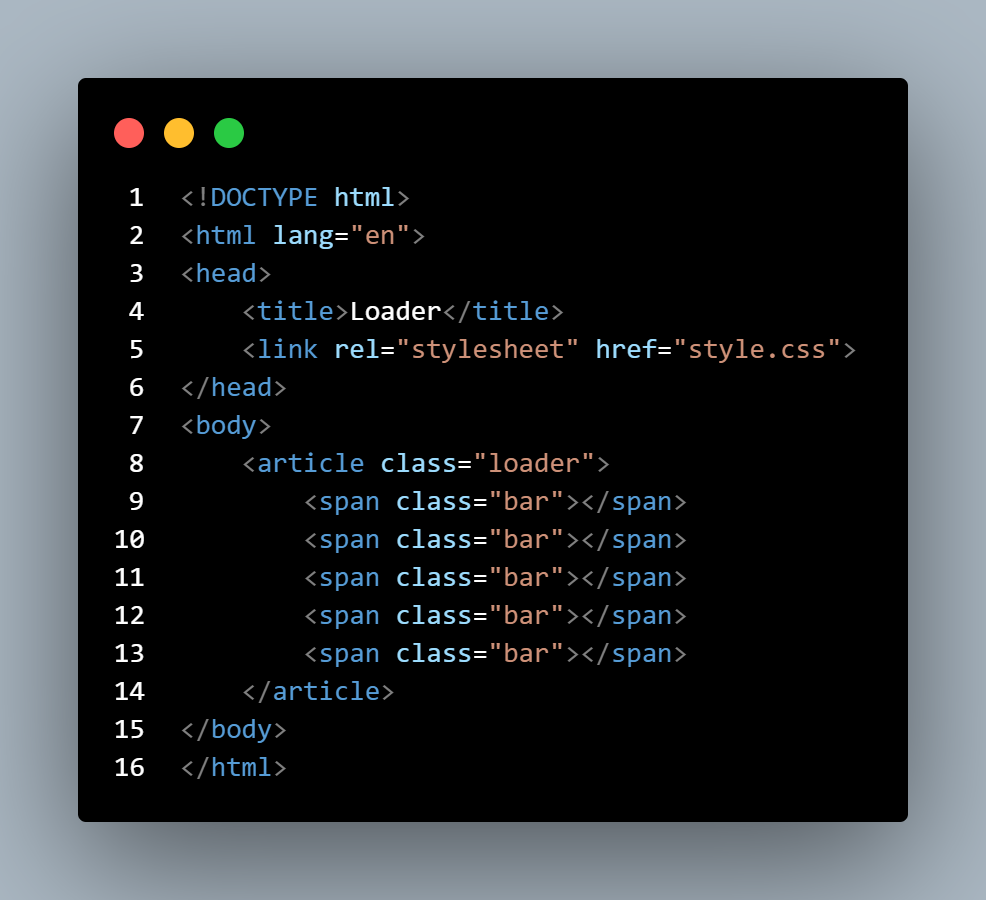 1 <!DOCTYPE html>
2 <html lang="en">
3 <head>
4     <title>Loader</title>
5     <link rel="stylesheet" href="style.css">
6 </head>
7 <body>
8     <article class="loader">
9         <span class="bar"></span>
10         <span class="bar"></span>
11         <span class="bar"></span>
12         <span class="bar"></span>
13         <span class="bar"></span>
14     </article>
15 </body>
16 </html>